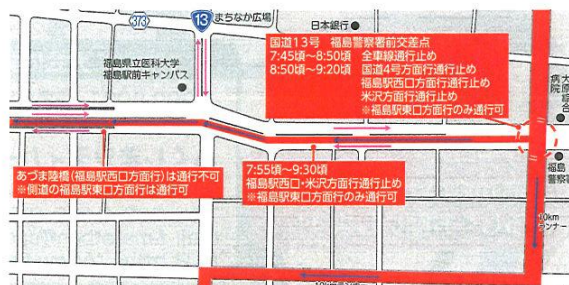 373
13
まちなか広場
日本銀行
福島県立医科大学
福島駅前キャンパス
国道13号 福島警察署前交差点
7:45頃~8:50頃 全車線通行止め
8:50頃~9:20頃 国道4号方面行通行止め
福島駅西口方面行通行止め
米沢方面行通行止め
※福島駅東口方面行のみ通行可
大原綜合
病院
福島
警察署
あづま陸橋(福島駅西口方面行)は通行不可
※側道の福島駅東口方面行は通行可
7:55頃~9:30頃
福島駅西口・米沢方面行通行止め
※福島駅東口方面行のみ通行可
10km
ランナー